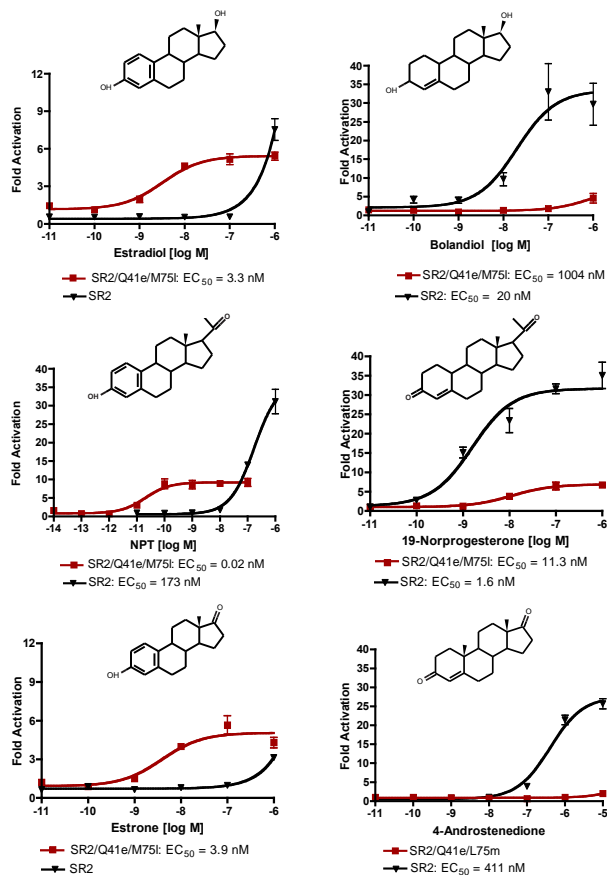 OH
HO
12
9
6
3
0
Fold Activation
-11 -10 -9 -8 -7 -6
Estradiol [log M]
SR2/Q41e/M75l: EC50 = 3.3 nM
SR2
OH
OH
40
35
30
25
20
15
10
5
0
Fold Activation
-11 -10 -9 -8 -7 -6
Bolandiol [log M]
SR2/Q41e/M75l: EC50 = 1004 nM
SR2: EC50 = 20 nM
O
HO
40
35
30
25
20
15
10
5
0
Fold Activation
-14 -13 -12 -11 -10 -9 -8 -7 -6
NPT [log M]
SR2/Q41e/M75l: EC50 = 0.02 nM
SR2: EC50 = 173 nM
O
O
40
35
30
25
20
15
10
5
0
Fold Activation
-11 -10 -9 -8 -7 -6
19-Norprogesterone [log M]
SR2/Q41e/M75l: EC50 = 11.3 nM
SR2: EC50 = 1.6 nM
O
HO
12
9
6
3
0
Fold Activation
-11 -10 -9 -8 -7 -6
Estrone [log M]
SR2/Q41e/M75l: EC50 = 3.9 nM
SR2
O
O
40
35
30
25
20
15
10
5
0
Fold Activation
-10 -9 -8 -7 -6 -5
4-Androstenedione
SR2/Q41e/L75m
SR2: EC50 = 411 nM